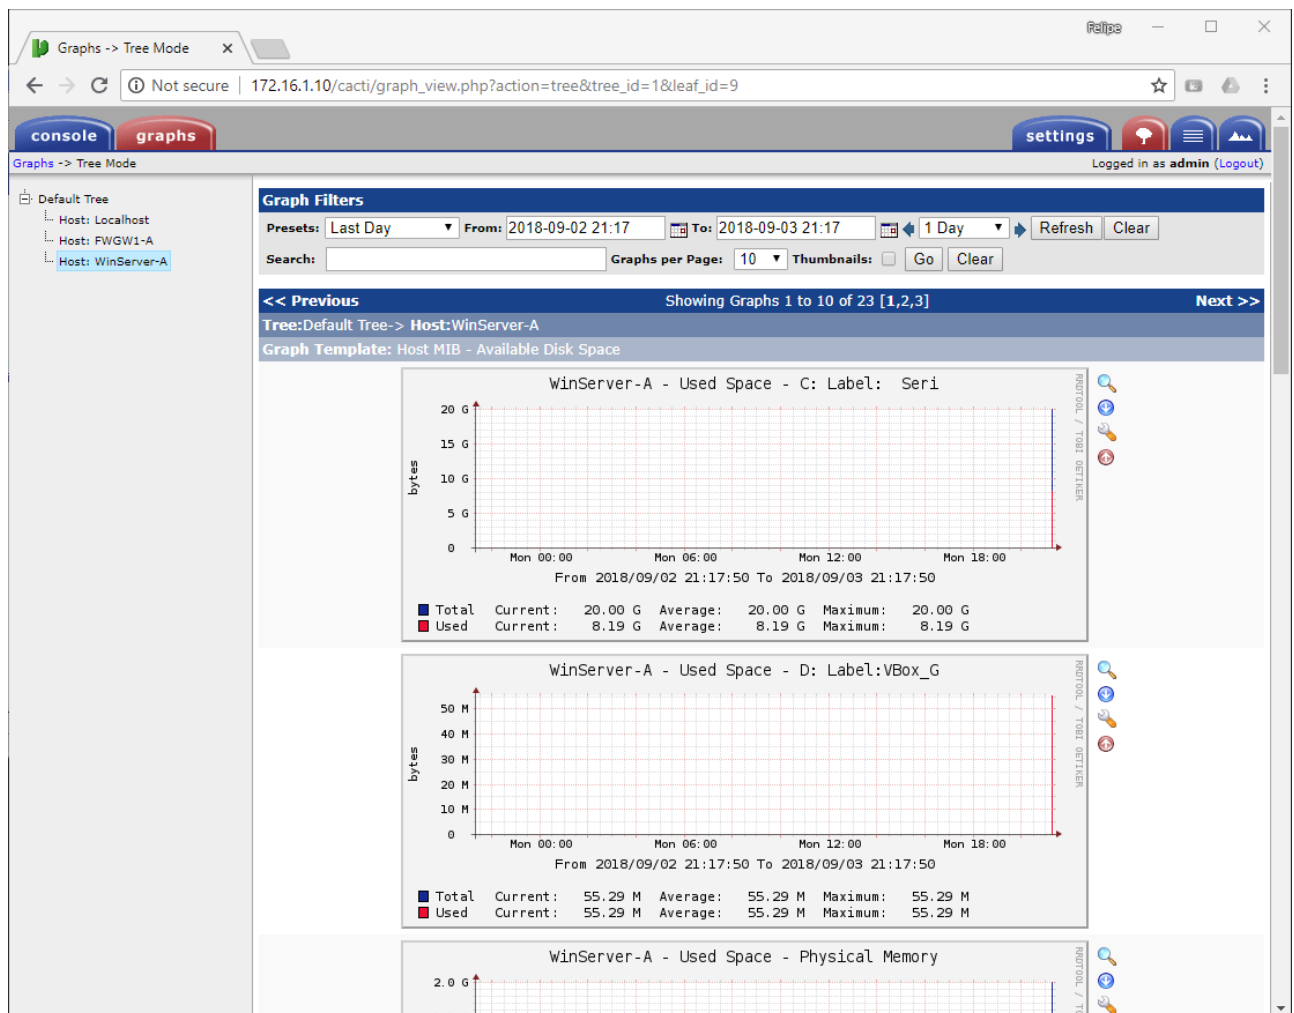 Felipe
Graphs -> Tree Mode
Not secure | 172.16.1.10/cacti/graph_view.php?action=tree&tree_id=1&leaf_id=9
console graphs settings
Graphs -> Tree Mode Logged in as admin (Logout)
Default Tree
Host: Localhost
Host: FWGW1-A
Host: WinServer-A
Graph Filters
Presets: Last Day From: 2018-09-02 21:17 To: 2018-09-03 21:17 1 Day Refresh Clear
Search: Graphs per Page: 10 Thumbnails: Go Clear
<< Previous Showing Graphs 1 to 10 of 23 [1,2,3] Next >>
Tree:Default Tree-> Host:WinServer-A
Graph Template: Host MIB - Available Disk Space
WinServer-A - Used Space - C: Label:  Seri
RRDTOOL / TOBI OETIKER
bytes
20 G
15 G
10 G
5 G
0
Mon 00:00 Mon 06:00 Mon 12:00 Mon 18:00
From 2018/09/02 21:17:50 To 2018/09/03 21:17:50
Total Current: 20.00 G Average: 20.00 G Maximum: 20.00 G
Used Current: 8.19 G Average: 8.19 G Maximum: 8.19 G
WinServer-A - Used Space - D: Label:VBox_G
RRDTOOL / TOBI OETIKER
bytes
50 M
40 M
30 M
20 M
10 M
0
Mon 00:00 Mon 06:00 Mon 12:00 Mon 18:00
From 2018/09/02 21:17:50 To 2018/09/03 21:17:50
Total Current: 55.29 M Average: 55.29 M Maximum: 55.29 M
Used Current: 55.29 M Average: 55.29 M Maximum: 55.29 M
WinServer-A - Used Space - Physical Memory
RRDTOOL /
2.0 G